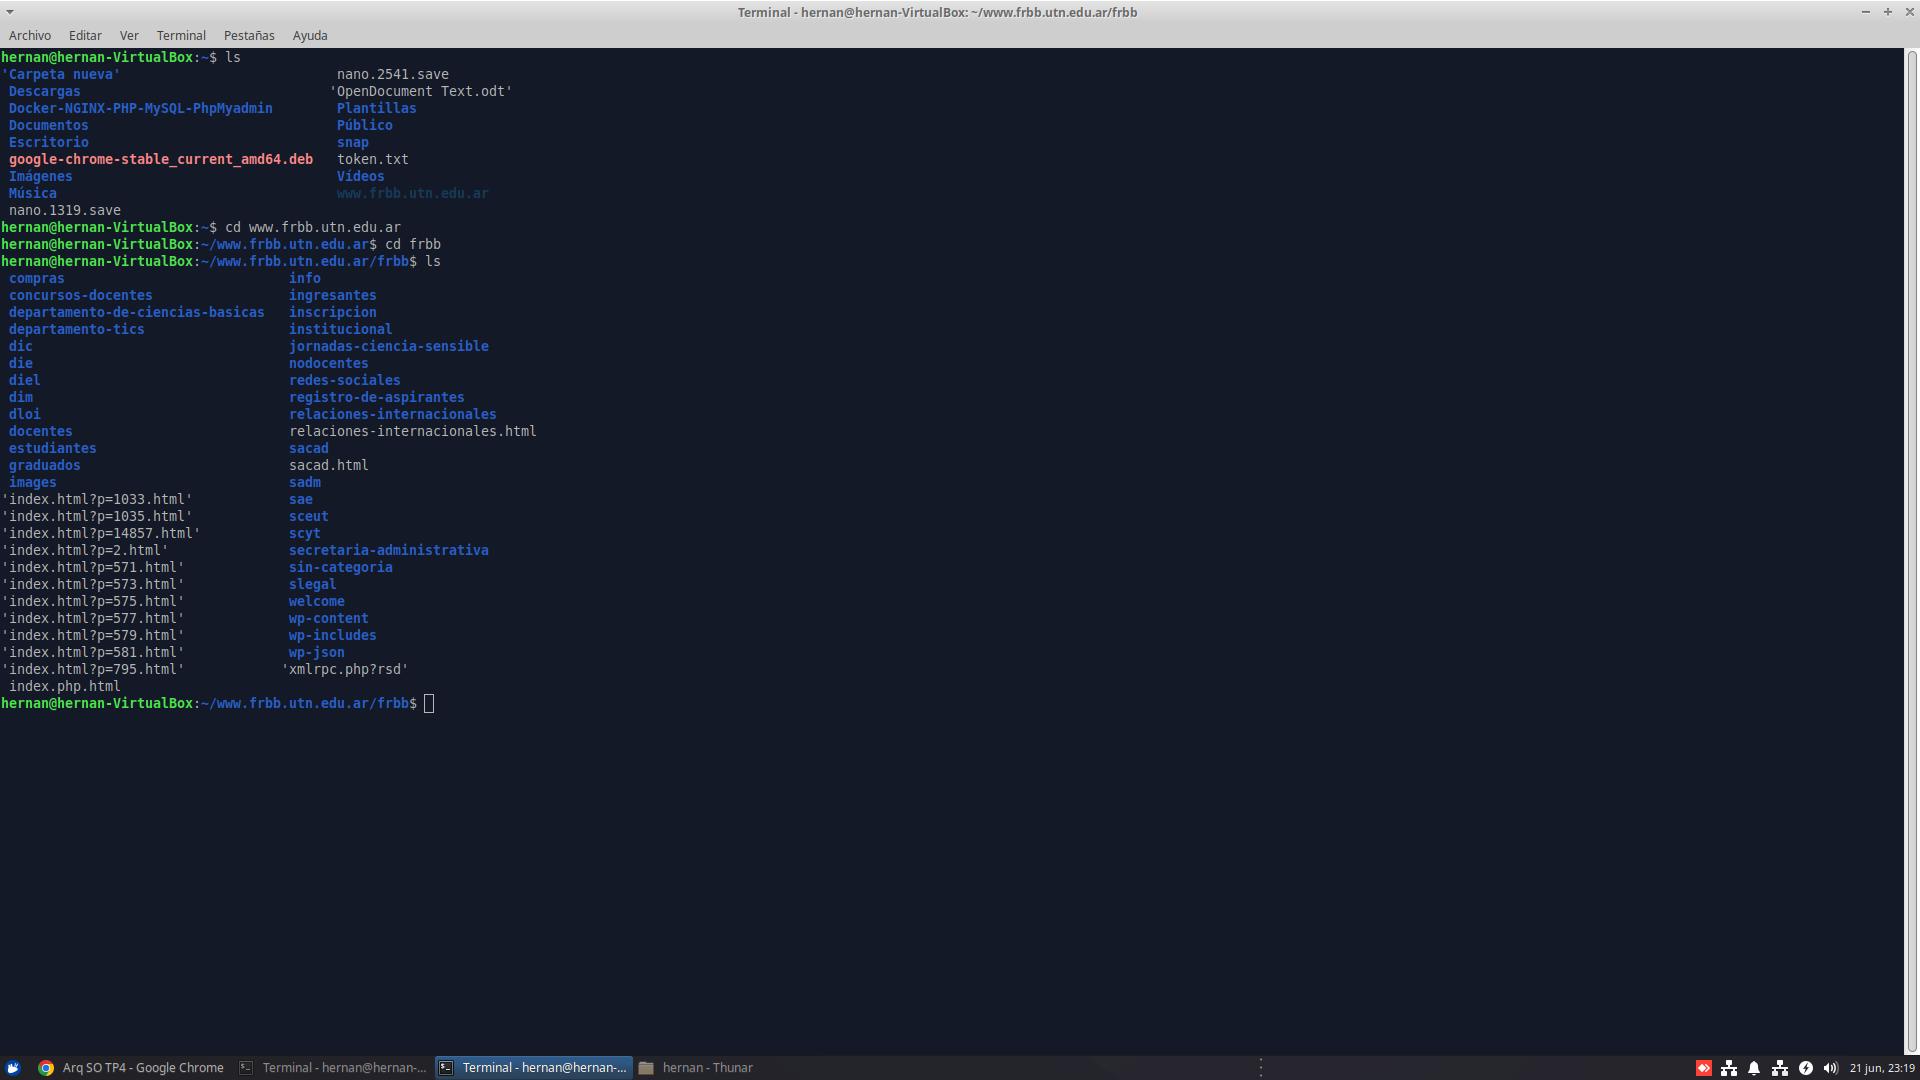 Terminal - hernan@hernan-VirtualBox: ~/www.frbb.utn.edu.ar/frbb
Archivo Editar Ver Terminal Pestañas Ayuda
hernan@hernan-VirtualBox:~$ ls
'Carpeta nueva' nano.2541.save
Descargas 'OpenDocument Text.odt'
Docker-NGINX-PHP-MySQL-PhpMyadmin Plantillas
Documentos Público
Escritorio snap
google-chrome-stable_current_amd64.deb token.txt
Imágenes Vídeos
Música www.frbb.utn.edu.ar
nano.1319.save
hernan@hernan-VirtualBox:~$ cd www.frbb.utn.edu.ar
hernan@hernan-VirtualBox:~/www.frbb.utn.edu.ar$ cd frbb
hernan@hernan-VirtualBox:~/www.frbb.utn.edu.ar/frbb$ ls
compras info
concursos-docentes ingresantes
departamento-de-ciencias-basicas inscripcion
departamento-tics institucional
dic jornadas-ciencia-sensible
die nodocentes
diel redes-sociales
dim registro-de-aspirantes
dloi relaciones-internacionales
docentes relaciones-internacionales.html
estudiantes sacad
graduados sacad.html
images sadm
'index.html?p=1033.html' sae
'index.html?p=1035.html' sceut
'index.html?p=14857.html' scyt
'index.html?p=2.html' secretaria-administrativa
'index.html?p=571.html' sin-categoria
'index.html?p=573.html' slegal
'index.html?p=575.html' welcome
'index.html?p=577.html' wp-content
'index.html?p=579.html' wp-includes
'index.html?p=581.html' wp-json
'index.html?p=795.html' 'xmlrpc.php?rsd'
index.php.html
hernan@hernan-VirtualBox:~/www.frbb.utn.edu.ar/frbb$
Arq SO TP4 - Google Chrome Terminal - hernan@hernan-... Terminal - hernan@hernan-... hernan - Thunar 21 jun, 23:19